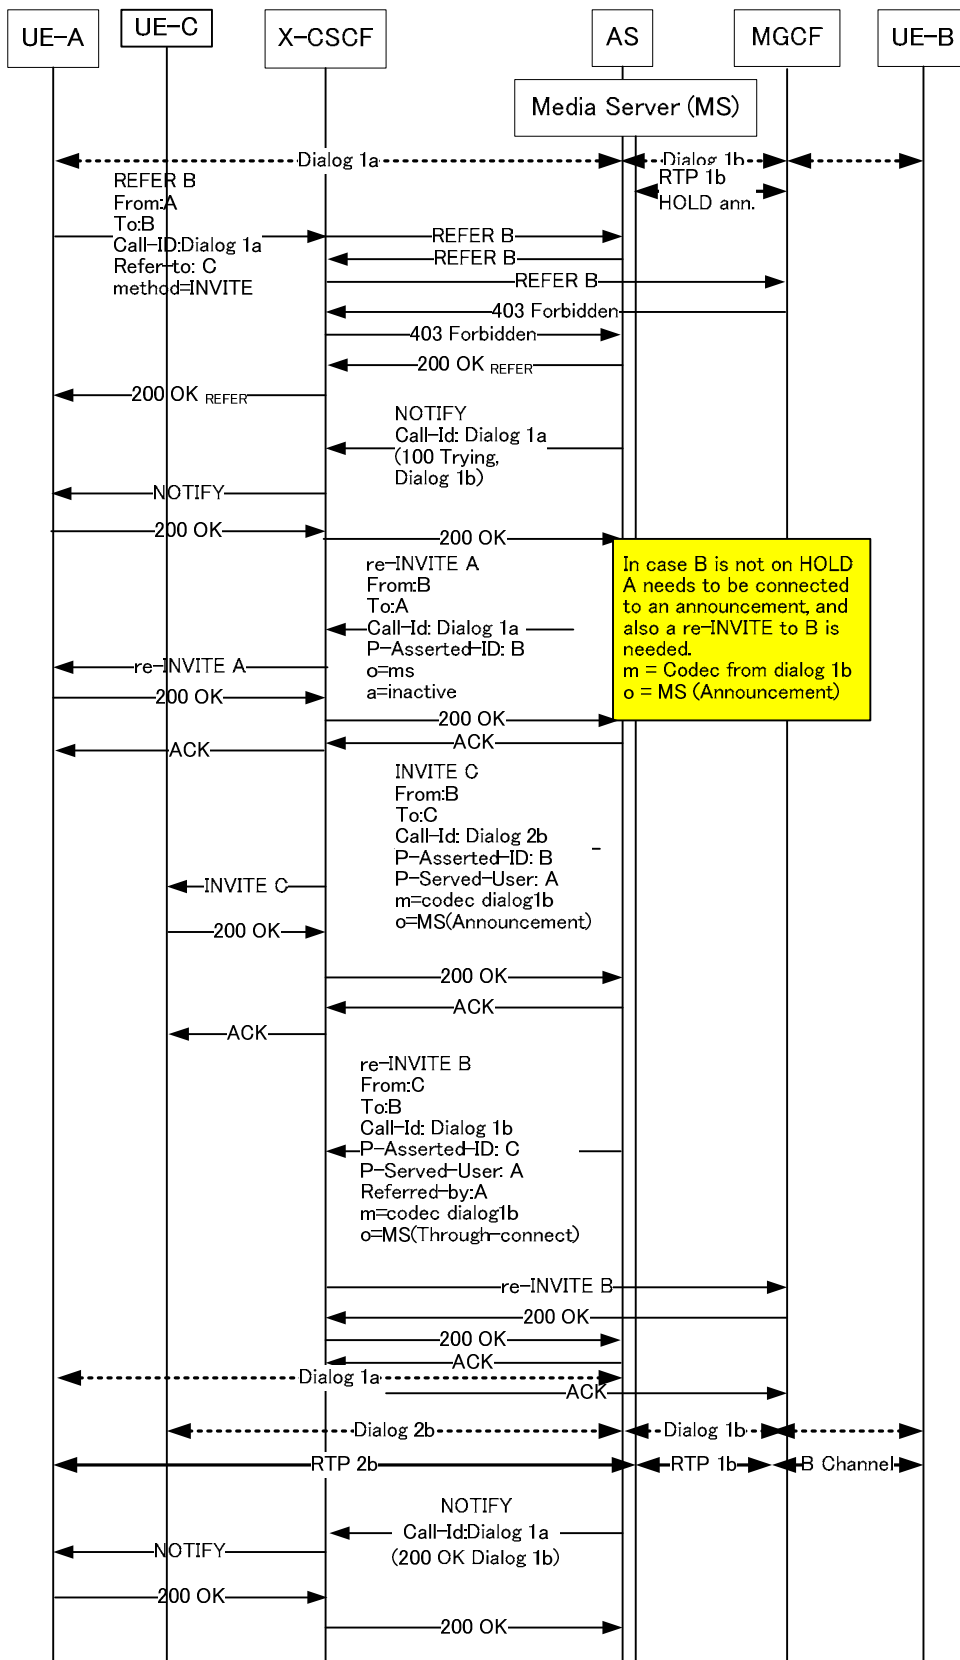 UE-A
UE-C
X-CSCF
AS
MGCF
UE-B
Media Server (MS)
Dialog 1a
Dialog 1b
RTP 1b
HOLD ann.
REFER B
From:A
To:B
Call-ID:Dialog 1a
Refer-to: C
method=INVITE
REFER B
REFER B
REFER B
403 Forbidden
403 Forbidden
200 OK REFER
200 OK REFER
NOTIFY
Call-Id: Dialog 1a
(100 Trying,
Dialog 1b)
NOTIFY
200 OK
200 OK
re-INVITE A
From:B
To:A
Call-Id: Dialog 1a
P-Asserted-ID: B
o=ms
a=inactive
In case B is not on HOLD
A needs to be connected
to an announcement, and
also a re-INVITE to B is
needed.
m = Codec from dialog 1b
o = MS (Announcement)
re-INVITE A
200 OK
200 OK
ACK
ACK
INVITE C
From:B
To:C
Call-Id: Dialog 2b
P-Asserted-ID: B
P-Served-User: A
m=codec dialog1b
o=MS(Announcement)
INVITE C
200 OK
200 OK
ACK
ACK
re-INVITE B
From:C
To:B
Call-Id: Dialog 1b
P-Asserted-ID: C
P-Served-User: A
Referred-by:A
m=codec dialog1b
o=MS(Through-connect)
re-INVITE B
200 OK
200 OK
ACK
Dialog 1a
ACK
Dialog 2b
Dialog 1b
RTP 2b
RTP 1b
B Channel
NOTIFY
Call-Id:Dialog 1a
(200 OK Dialog 1b)
NOTIFY
200 OK
200 OK